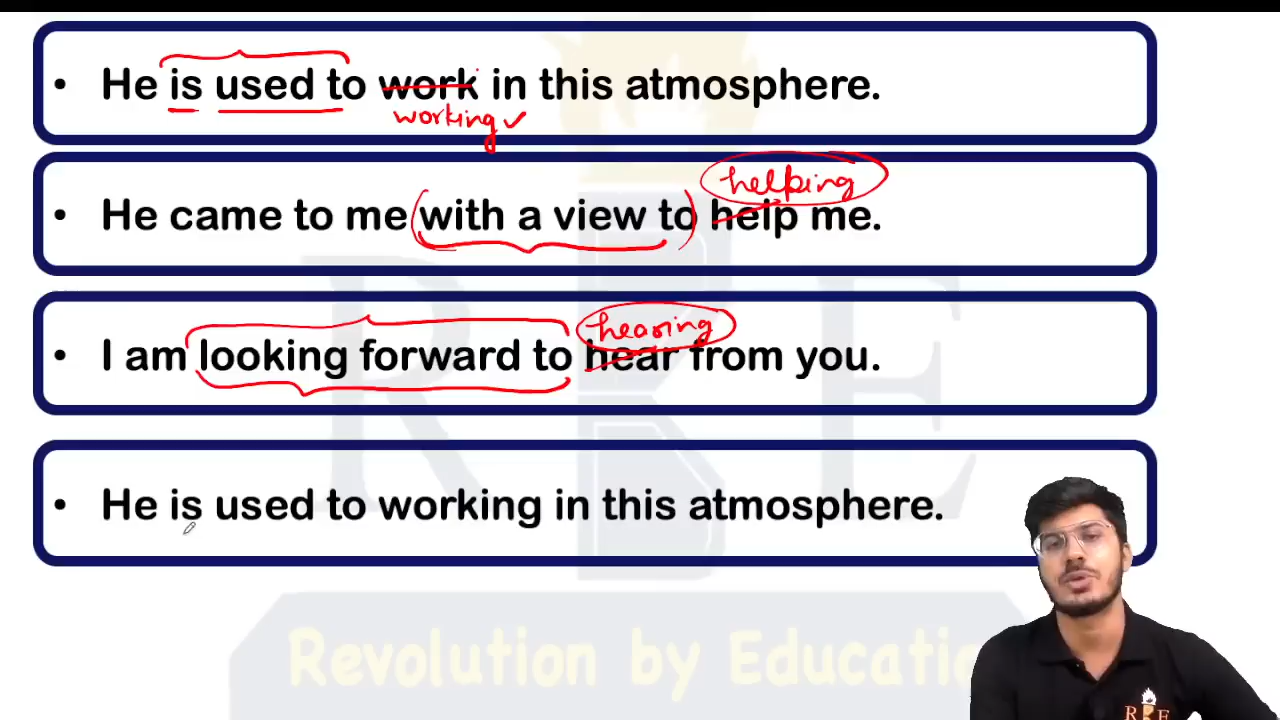 • He is used to work in this atmosphere.
working ✓
helping
• He came to me (with a view to) help me.
hearing
• I am looking forward to hear from you.
• He is used to working in this atmosphere.
R B E
Revolution by Educatio
R B E